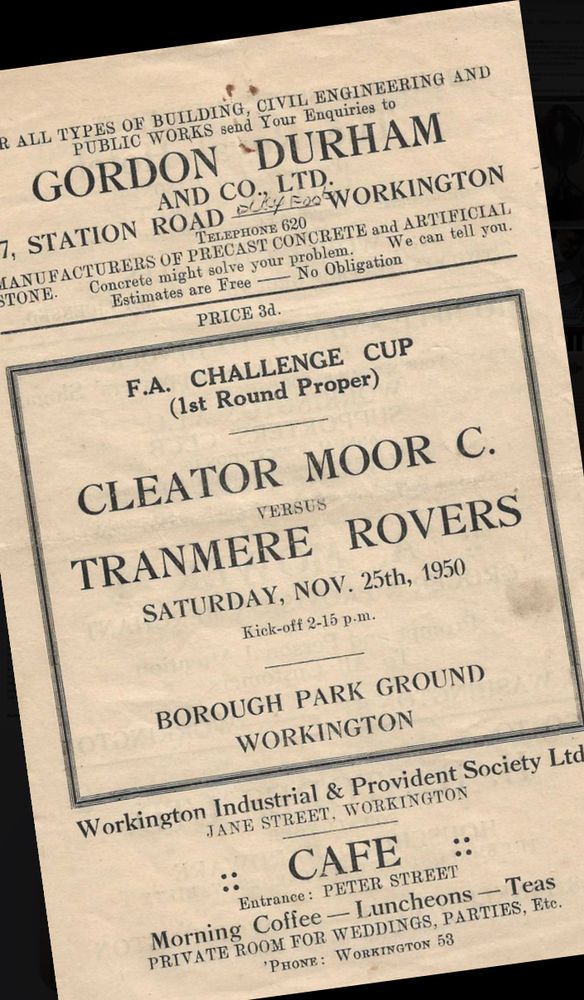 R ALL TYPES OF BUILDING, CIVIL ENGINEERING AND
PUBLIC WORKS send Your Enquiries to
GORDON DURHAM
AND CO., LTD.
7, STATION ROAD WORKINGTON
TELEPHONE 620
MANUFACTURERS OF PRECAST CONCRETE and ARTIFICIAL
STONE. Concrete might solve your problem. We can tell you.
Estimates are Free — No Obligation
PRICE 3d.
F.A. CHALLENGE CUP
(1st Round Proper)
CLEATOR MOOR C.
VERSUS
TRANMERE ROVERS
SATURDAY, NOV. 25th, 1950
Kick-off 2-15 p.m.
BOROUGH PARK GROUND
WORKINGTON
Workington Industrial & Provident Society Ltd
JANE STREET, WORKINGTON
:: CAFE ::
Entrance: PETER STREET
Morning Coffee — Luncheons — Teas
PRIVATE ROOM FOR WEDDINGS, PARTIES, Etc.
'PHONE: WORKINGTON 53